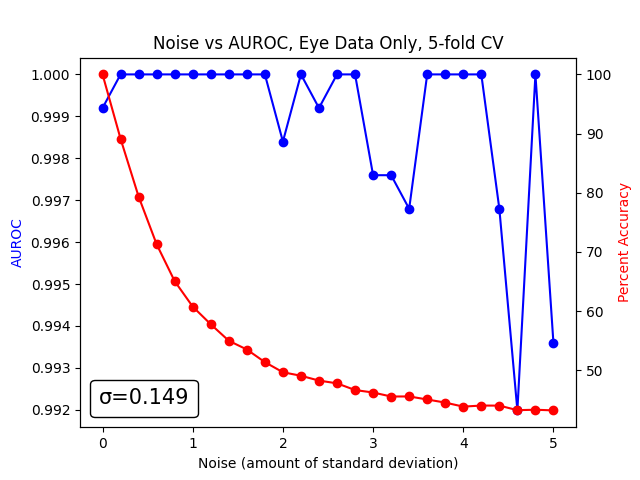 Noise vs AUROC, Eye Data Only, 5-fold CV
1.000
0.999
0.998
0.997
0.996
0.995
0.994
0.993
0.992
AUROC
100
90
80
70
60
50
Percent Accuracy
σ=0.149
0 1 2 3 4 5
Noise (amount of standard deviation)